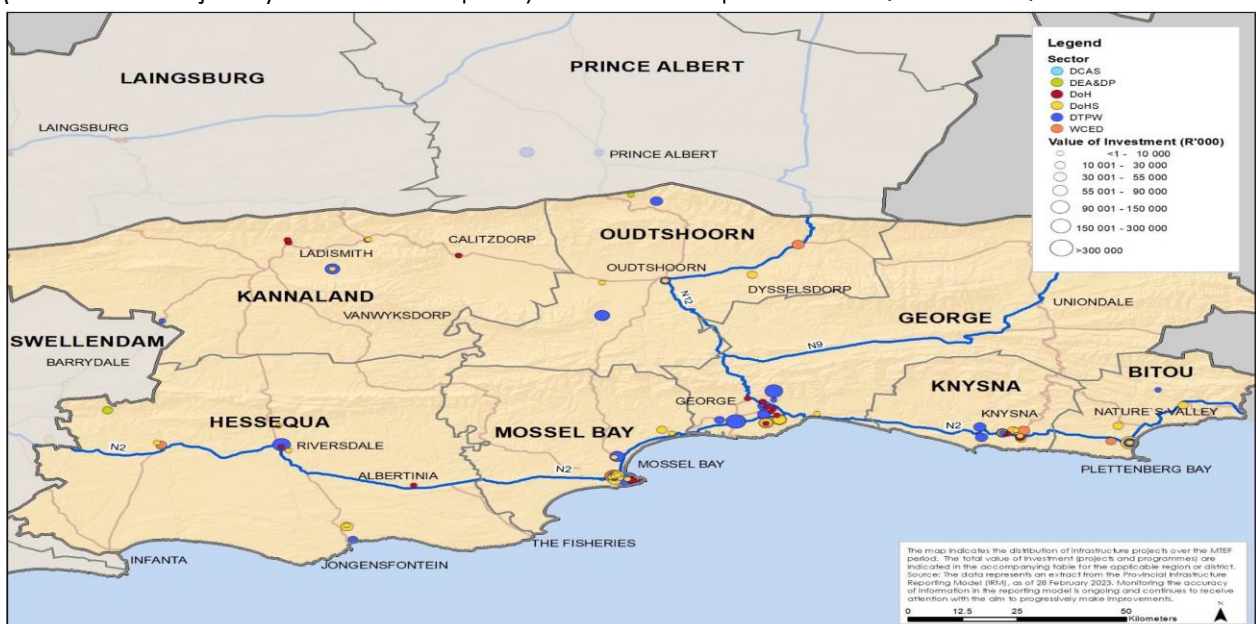 LAINGSBURG
PRINCE ALBERT
LAINGSBURG
PRINCE ALBERT
Legend
Sector
DCAS
DEA&DP
DoH
DoHS
DTPW
WCED
Value of Investment (R'000)
<1 - 10 000
10 001 - 30 000
30 001 - 55 000
55 001 - 90 000
90 001 - 150 000
150 001 - 300 000
>300 000
CALITZDORP
OUDTSHOORN
LADISMITH
OUDTSHOORN
KANNALAND
DYSSELSDORP
VANWYKSDORP
N12
UNIONDALE
GEORGE
SWELLENDAM
BARRYDALE
N9
KNYSNA
BITOU
GEORGE
HESSEQUA
MOSSEL BAY
KNYSNA
NATURE'S VALLEY
N2
RIVERSDALE
N2
MOSSEL BAY
N2
PLETTENBERG BAY
ALBERTINIA
THE FISHERIES
INFANTA
JONGENSFONTEIN
The map indicates the distribution of infrastructure projects over the MTEF
period. The total value of investment (projects and programmes) are
indicated in the accompanying table for the applicable region or district.
Source: The data represents an extract from the Provincial Infrastructure
Reporting Model (IRM), as of 28 February 2023. Monitoring the accuracy
of information in the reporting model is ongoing and continues to receive
attention with the aim to progressively make improvements.
0 12.5 25 50
Kilometers
N